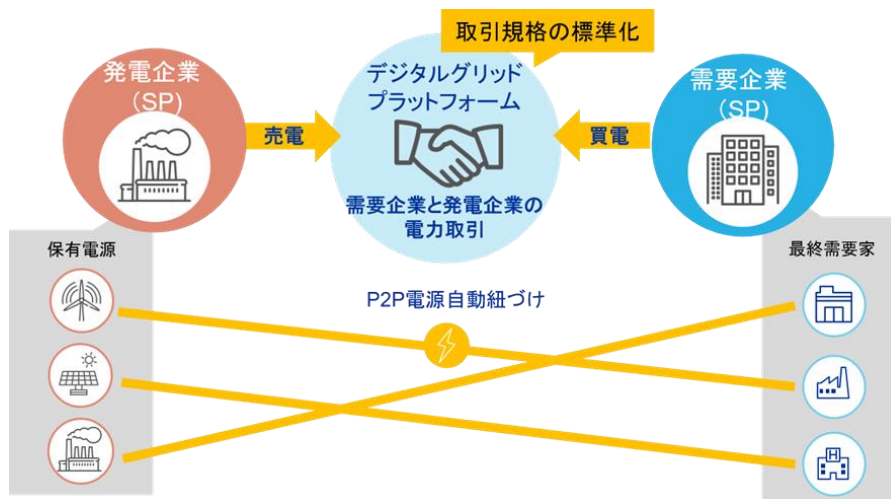 取引規格の標準化
発電企業
（SP)
デジタルグリッド
プラットフォーム
需要企業
（SP)
売電
買電
需要企業と発電企業の
電力取引
保有電源
最終需要家
P2P電源自動紐づけ
H